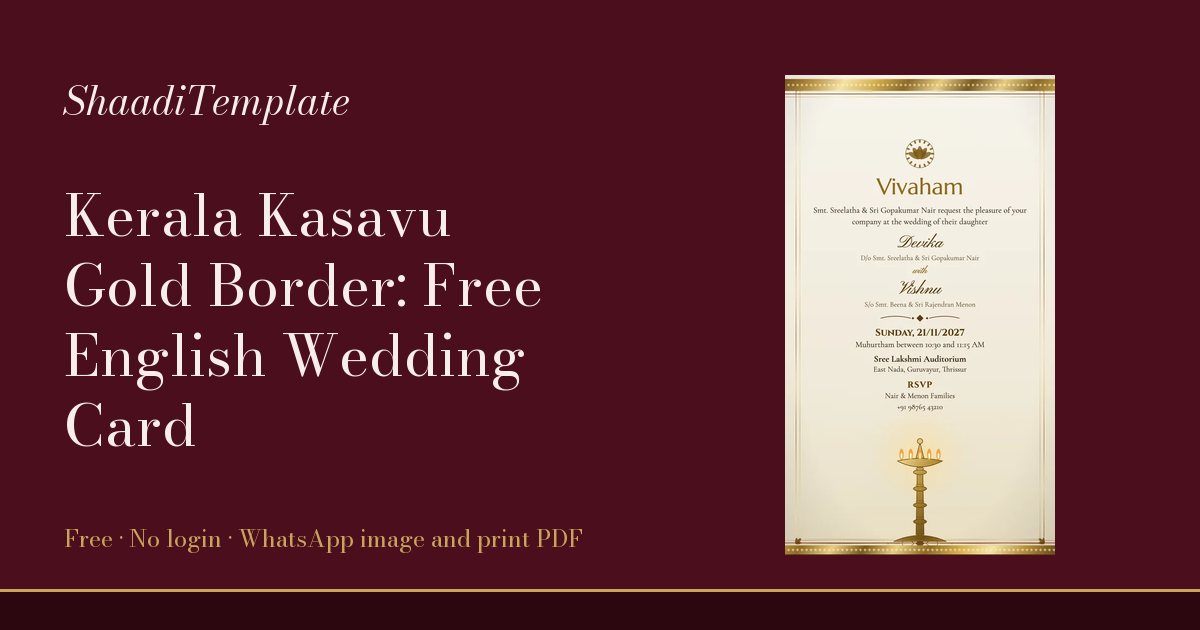 ShaadiTemplate
Kerala Kasavu
Gold Border: Free
English Wedding
Card
Free · No login · WhatsApp image and print PDF
Vivaham
Smt. Sreelatha & Sri Gopakumar Nair request the pleasure of your
company at the wedding of their daughter
Devika
D/o Smt. Sreelatha & Sri Gopakumar Nair
with
Vishnu
S/o Smt. Beena & Sri Rajendran Menon
Sunday, 21/11/2027
Muhurtham between 10:30 and 11:15 AM
Sree Lakshmi Auditorium
East Nada, Guruvayur, Thrissur
RSVP
Nair & Menon Families
+91 98765 43210